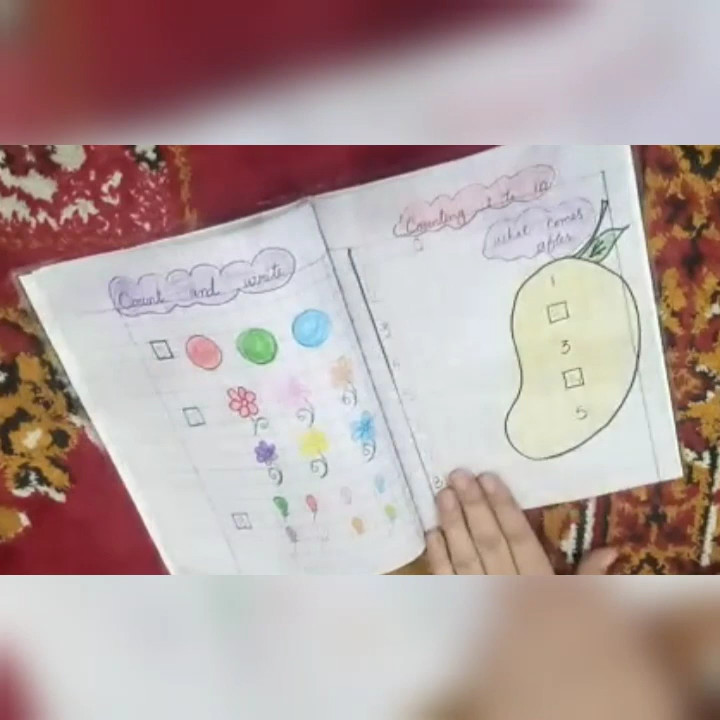 Count and write
Counting 1 to 10
what comes
after
1
3
5